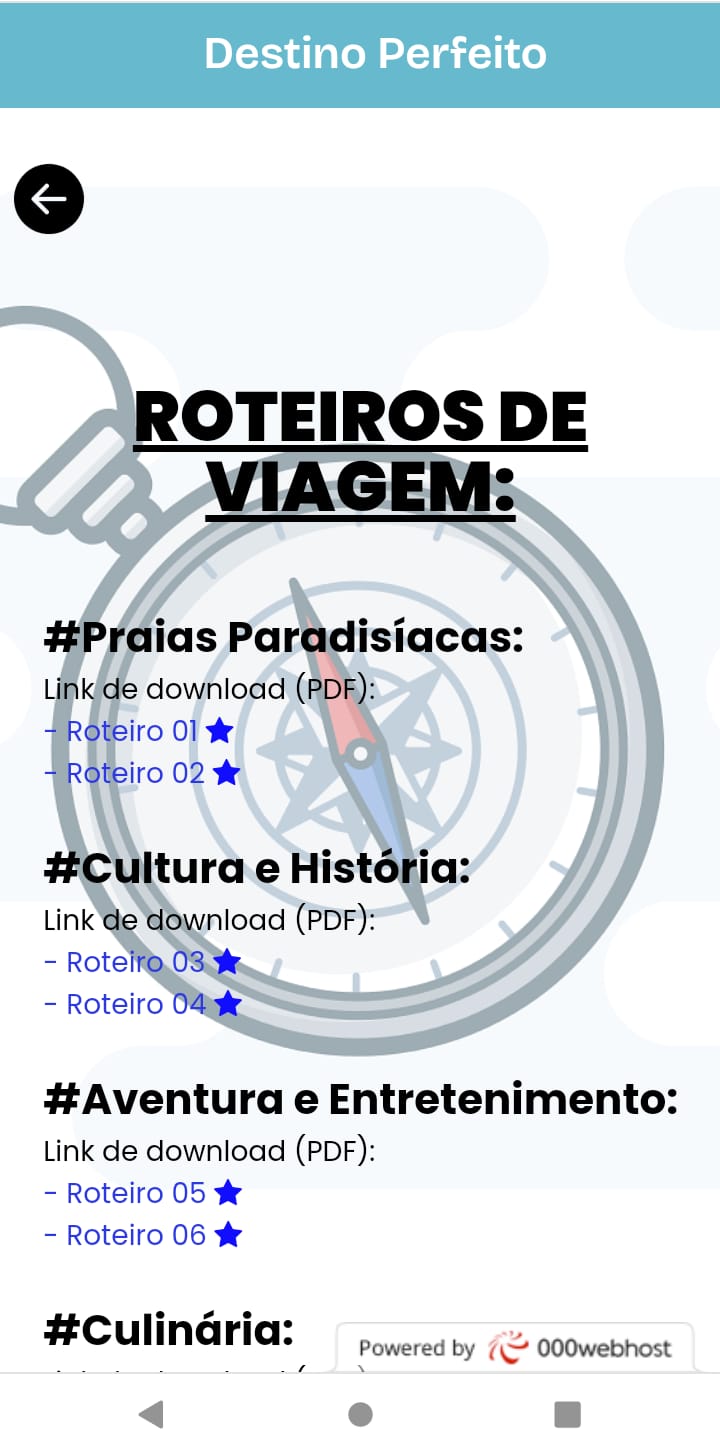 Destino Perfeito
ROTEIROS DE
VIAGEM:
#Praias Paradisíacas:
Link de download (PDF):
- Roteiro 01
- Roteiro 02
#Cultura e História:
Link de download (PDF):
- Roteiro 03
- Roteiro 04
#Aventura e Entretenimento:
Link de download (PDF):
- Roteiro 05
- Roteiro 06
#Culinária:
Powered by 000webhost